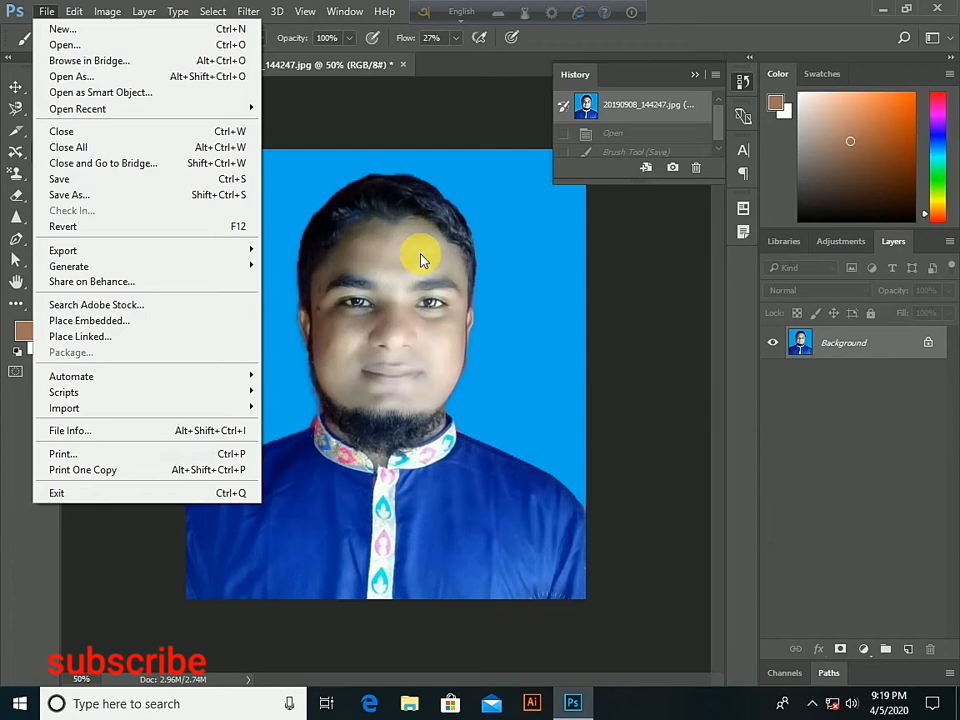 Ps File Edit Image Layer Type Select Filter 3D View Window Help
English
Opacity: 100% Flow: 27%
_144247.jpg @ 50% (RGB/8#) * ×
New... Ctrl+N
Open... Ctrl+O
Browse in Bridge... Alt+Ctrl+O
Open As... Alt+Shift+Ctrl+O
Open as Smart Object...
Open Recent
Close Ctrl+W
Close All Alt+Ctrl+W
Close and Go to Bridge... Shift+Ctrl+W
Save Ctrl+S
Save As... Shift+Ctrl+S
Check In...
Revert F12
Export
Generate
Share on Behance...
Search Adobe Stock...
Place Embedded...
Place Linked...
Package...
Automate
Scripts
Import
File Info... Alt+Shift+Ctrl+I
Print... Ctrl+P
Print One Copy Alt+Shift+Ctrl+P
Exit Ctrl+Q
History
20190908_144247.jpg (...
Open
Brush Tool (Save)
Color Swatches
Libraries Adjustments Layers
Kind
Normal Opacity: 100%
Lock: Fill: 100%
Background
Channels Paths
subscribe
50% Doc: 2.96M/2.74M
Type here to search
Ai Ps
9:19 PM
4/5/2020